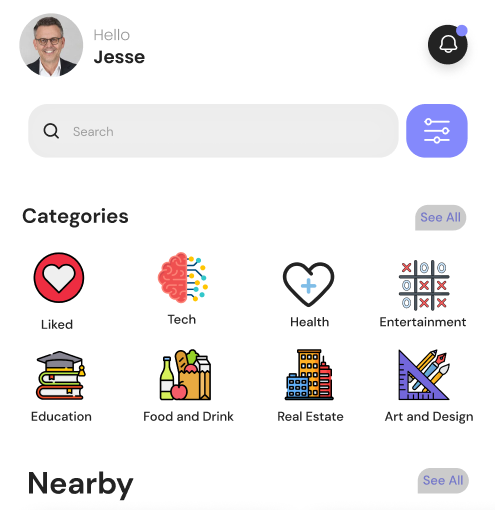 Hello
Jesse
Search
Categories
See All
Liked
Tech
Health
Entertainment
Education
Food and Drink
Real Estate
Art and Design
Nearby
See All